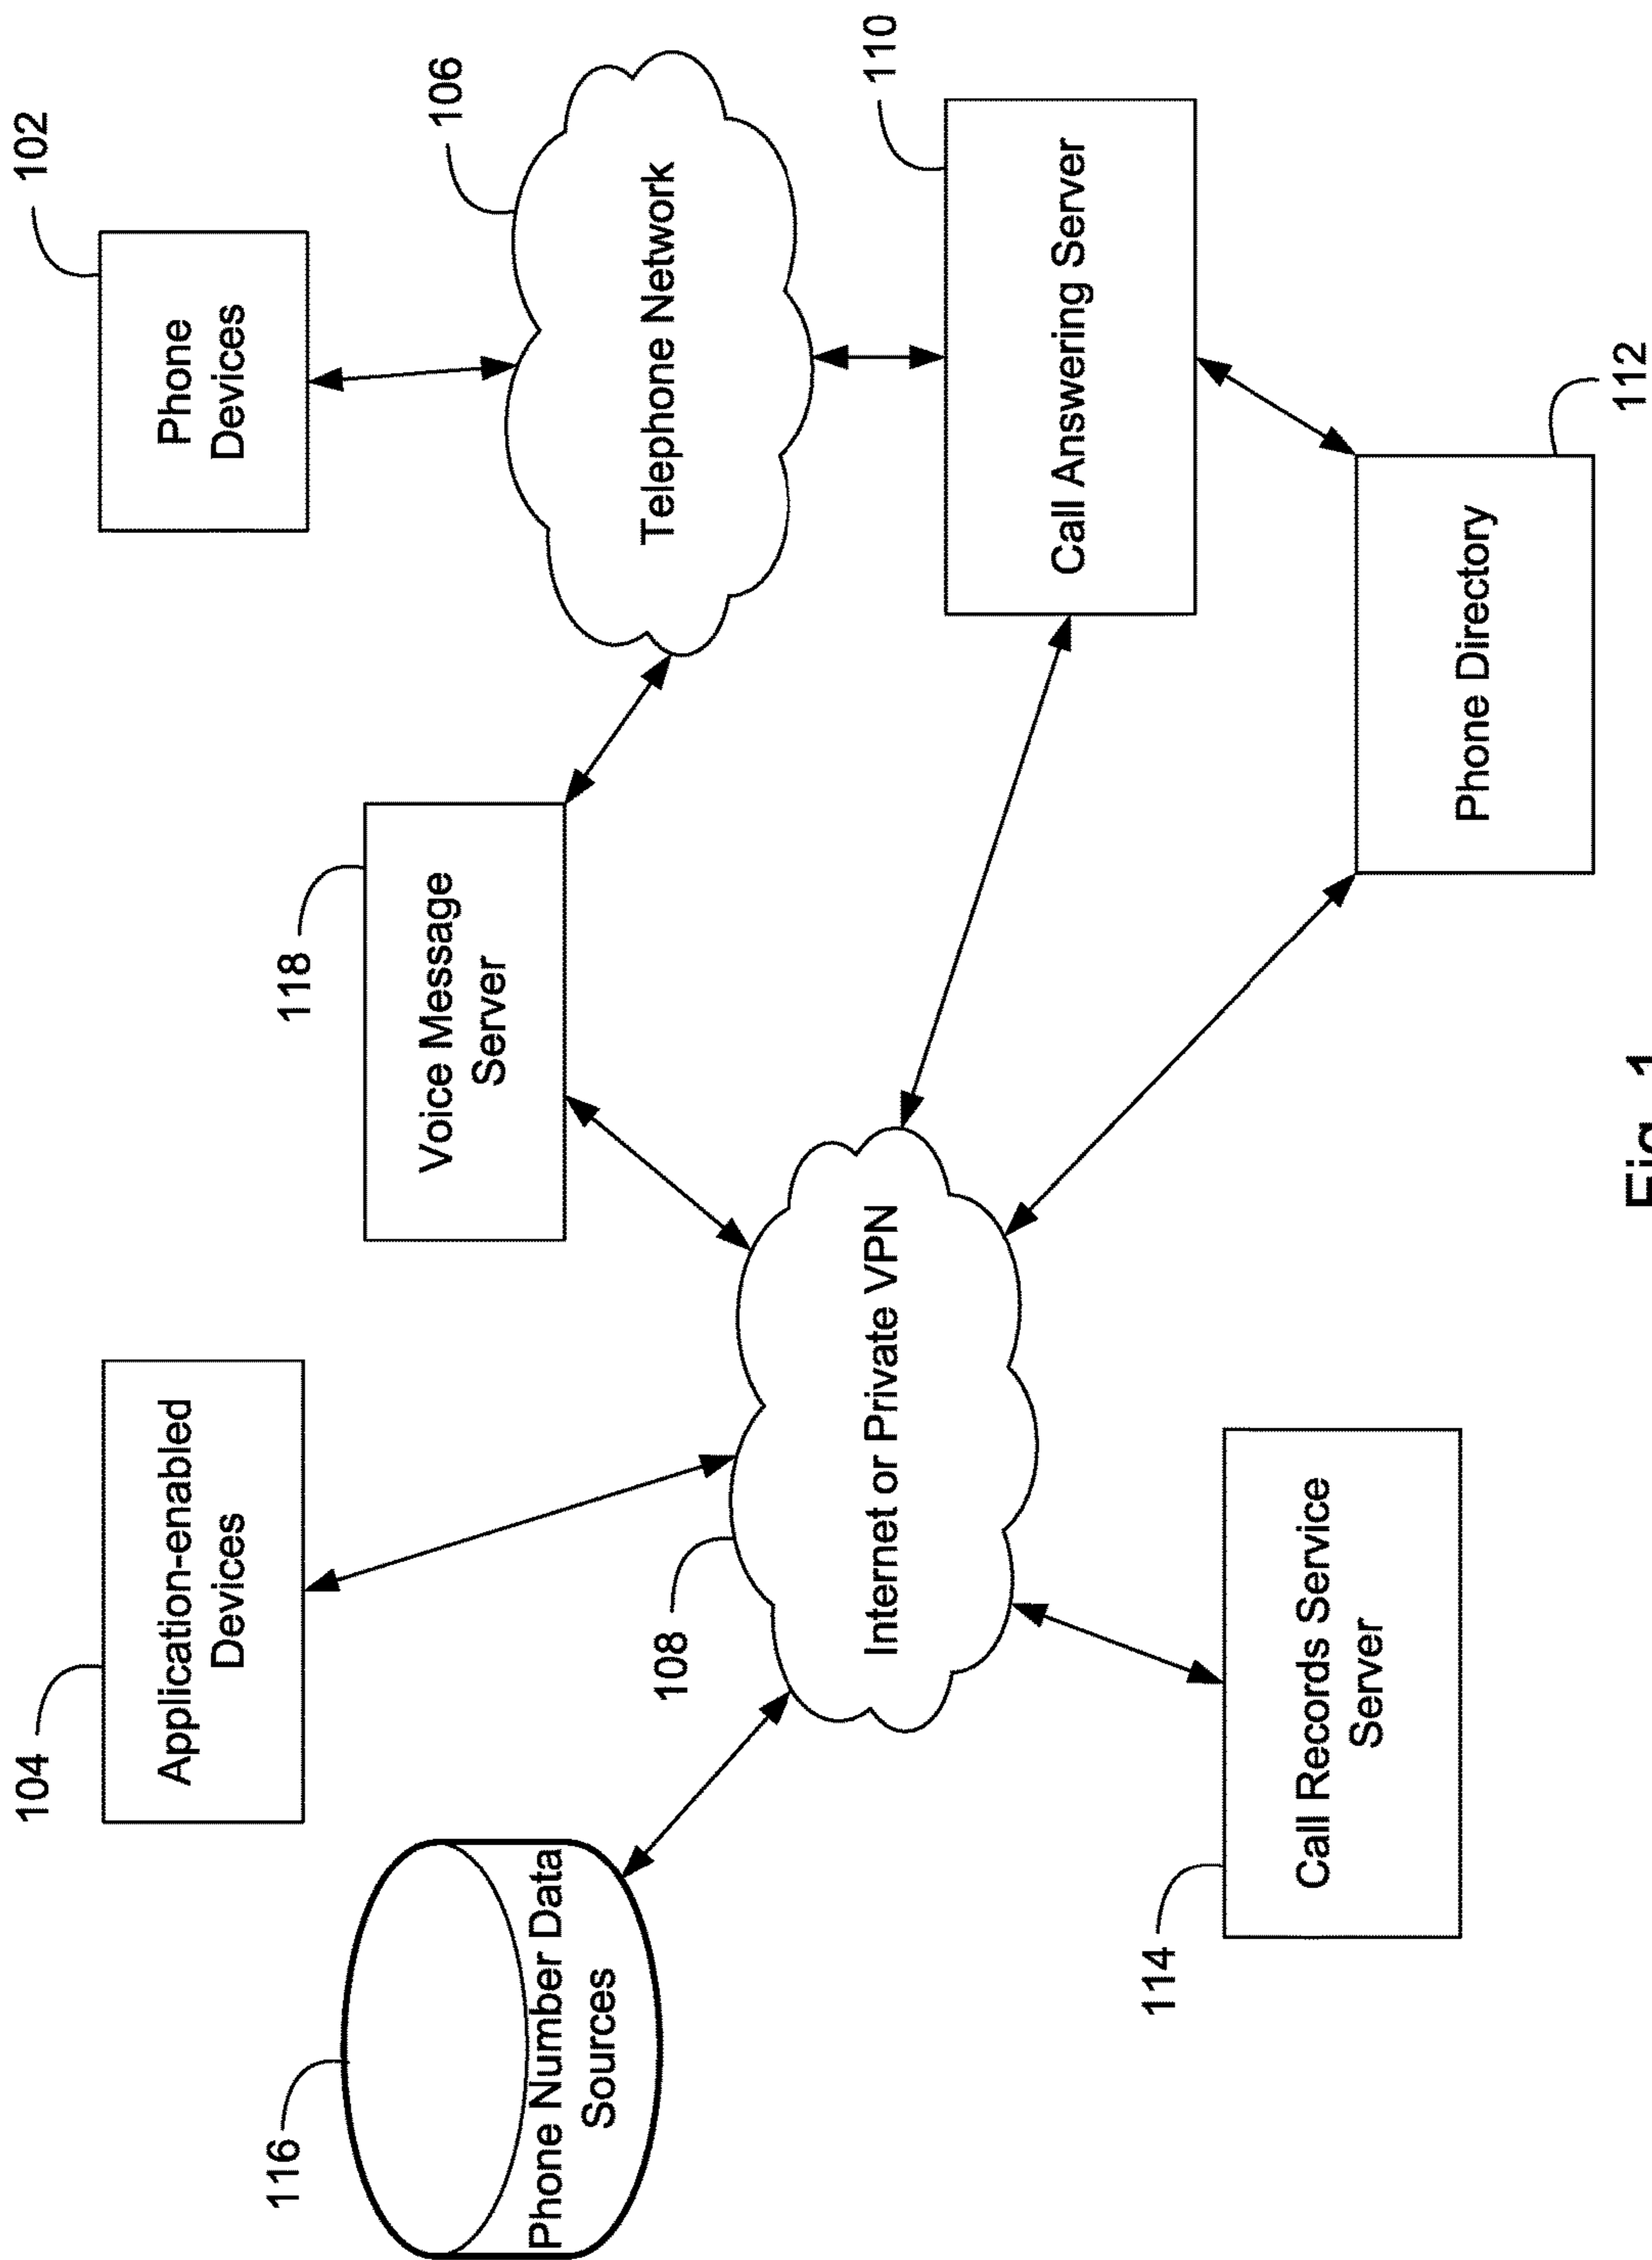 104
102
Application-enabled
Devices
Phone
Devices
116
118
106
Voice Message
Server
Phone Number Data
Sources
108
Telephone Network
Internet or Private VPN
110
Call Answering Server
114
Call Records Service
Server
Phone Directory
112
Fig. 1